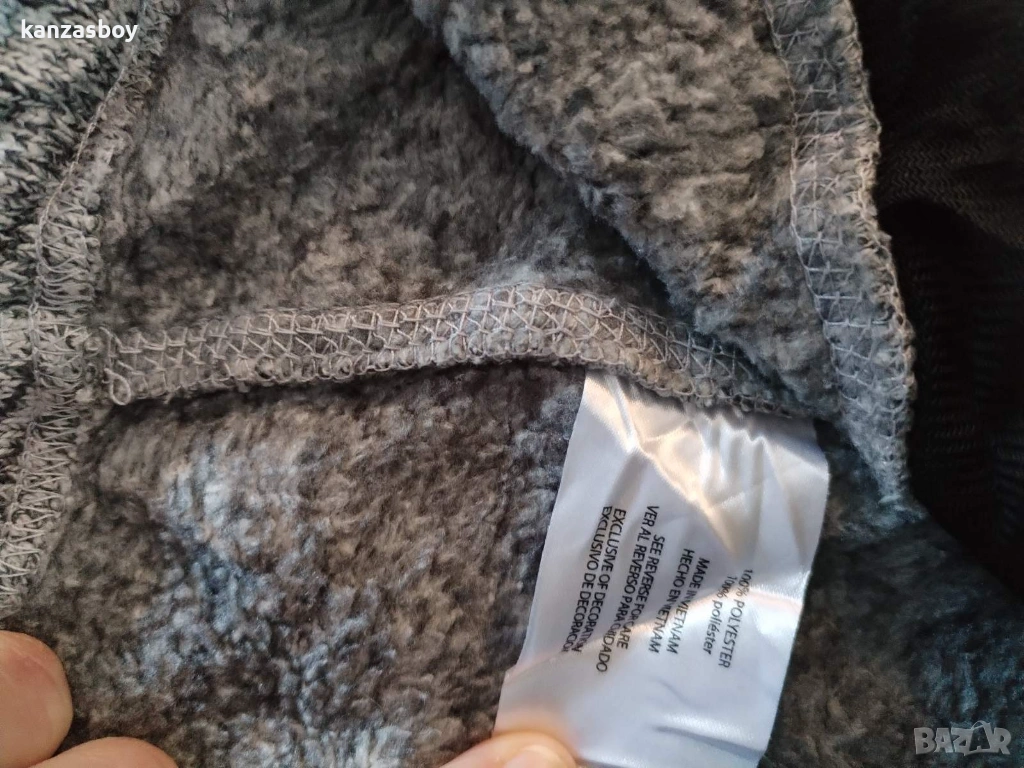 kanzasboy
100% POLYESTER
100% poliéster
MADE IN VIETNAM
HECHO EN VIETNAM
SEE REVERSE FOR CARE
VER AL REVERSO PARA CUIDADO
EXCLUSIVE OF DECORATION
EXCLUSIVO DE DECORACIÓN
BAZAR